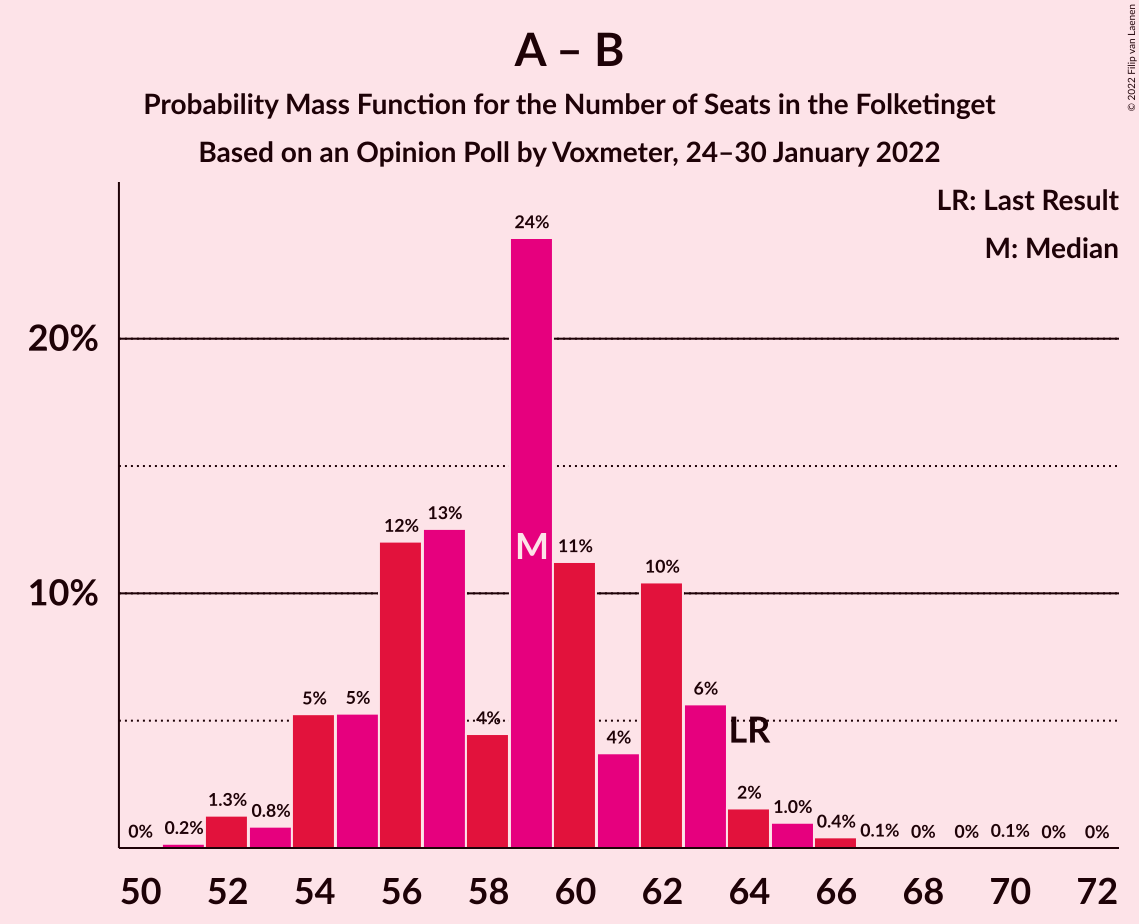 A – B
Probability Mass Function for the Number of Seats in the Folketinget
Based on an Opinion Poll by Voxmeter, 24–30 January 2022
© 2022 Filip van Laenen
LR: Last Result
M: Median
20%
10%
0%
0.2%
1.3%
0.8%
5%
5%
12%
13%
4%
24%
11%
4%
10%
6%
2%
1.0%
0.4%
0.1%
0%
0%
0.1%
0%
0%
M
LR
50 52 54 56 58 60 62 64 66 68 70 72